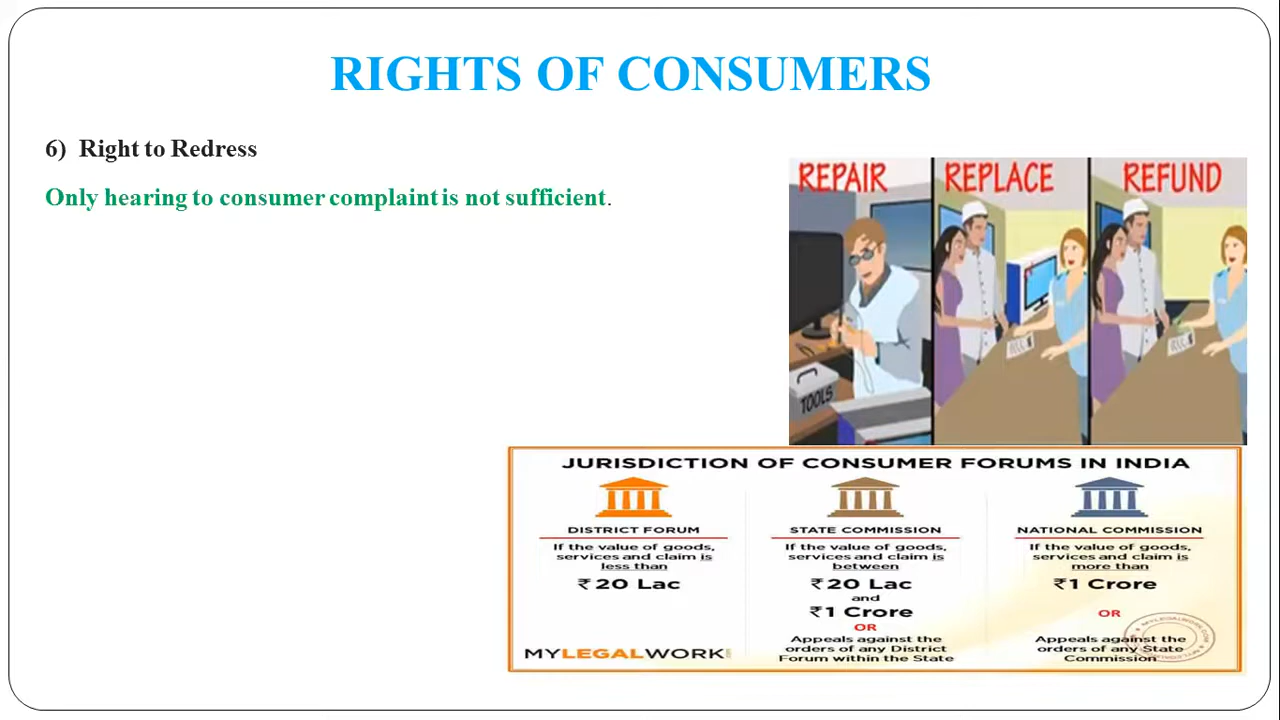 RIGHTS OF CONSUMERS
6) Right to Redress
Only hearing to consumer complaint is not sufficient.
REPAIR
REPLACE
REFUND
TOOLS
JURISDICTION OF CONSUMER FORUMS IN INDIA
DISTRICT FORUM
If the value of goods,
services and claim is
less than
₹20 Lac
STATE COMMISSION
If the value of goods,
services and claim is
between
₹20 Lac
and
₹1 Crore
OR
Appeals against the
orders of any District
Forum within the State
NATIONAL COMMISSION
If the value of goods,
services and claim is
more than
₹1 Crore
OR
Appeals against the
orders of any State
Commission
MYLEGALWORK